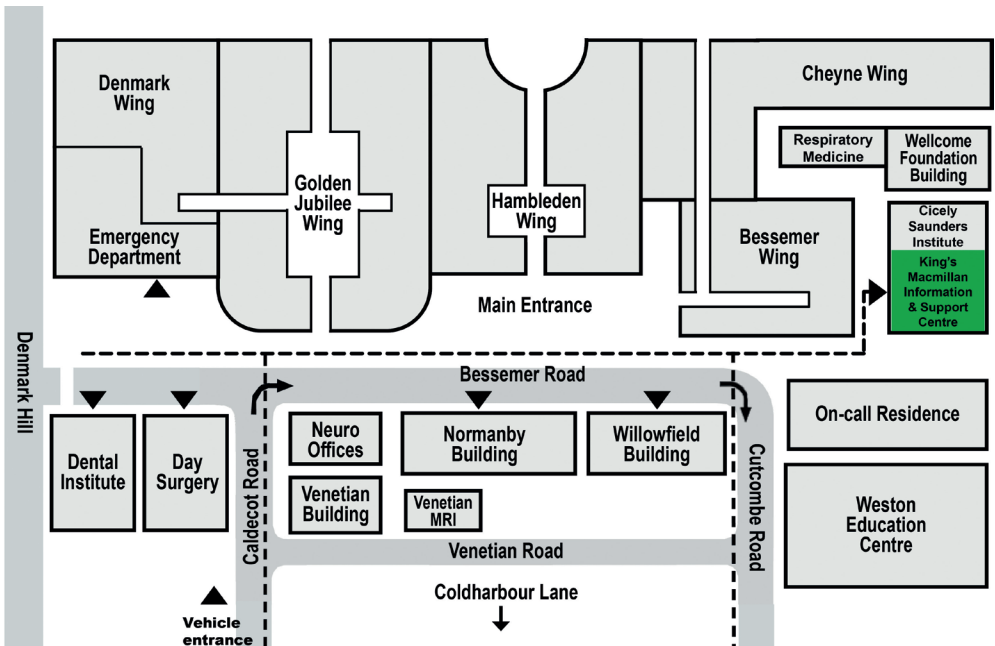 Denmark
Wing
Cheyne Wing
Respiratory
Medicine
Wellcome
Foundation
Building
Golden
Jubilee
Wing
Hambleden
Wing
Cicely
Saunders
Institute
Emergency
Department
Bessemer
Wing
King's
Macmillan
Information
& Support
Centre
Main Entrance
Denmark Hill
Bessemer Road
Dental
Institute
Day
Surgery
Caldecot Road
Neuro
Offices
Normanby
Building
Willowfield
Building
Cutcombe Road
On-call Residence
Venetian
Building
Venetian
MRI
Weston
Education
Centre
Venetian Road
Coldharbour Lane
Vehicle
entrance